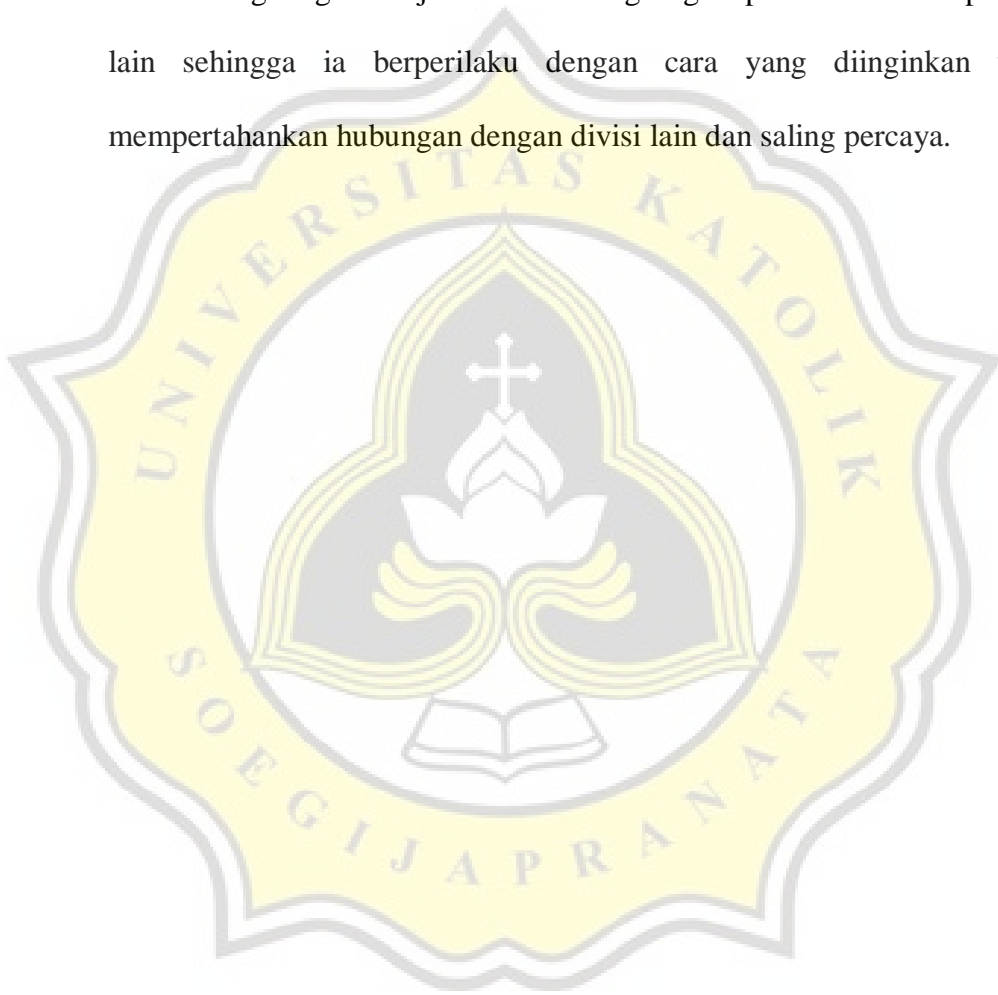 lain sehingga ia berperilaku dengan cara yang diinginkan
mempertahankan hubungan dengan divisi lain dan saling percaya.
UNIVERSITAS KATOLIK
SOEGIJAPRANATA